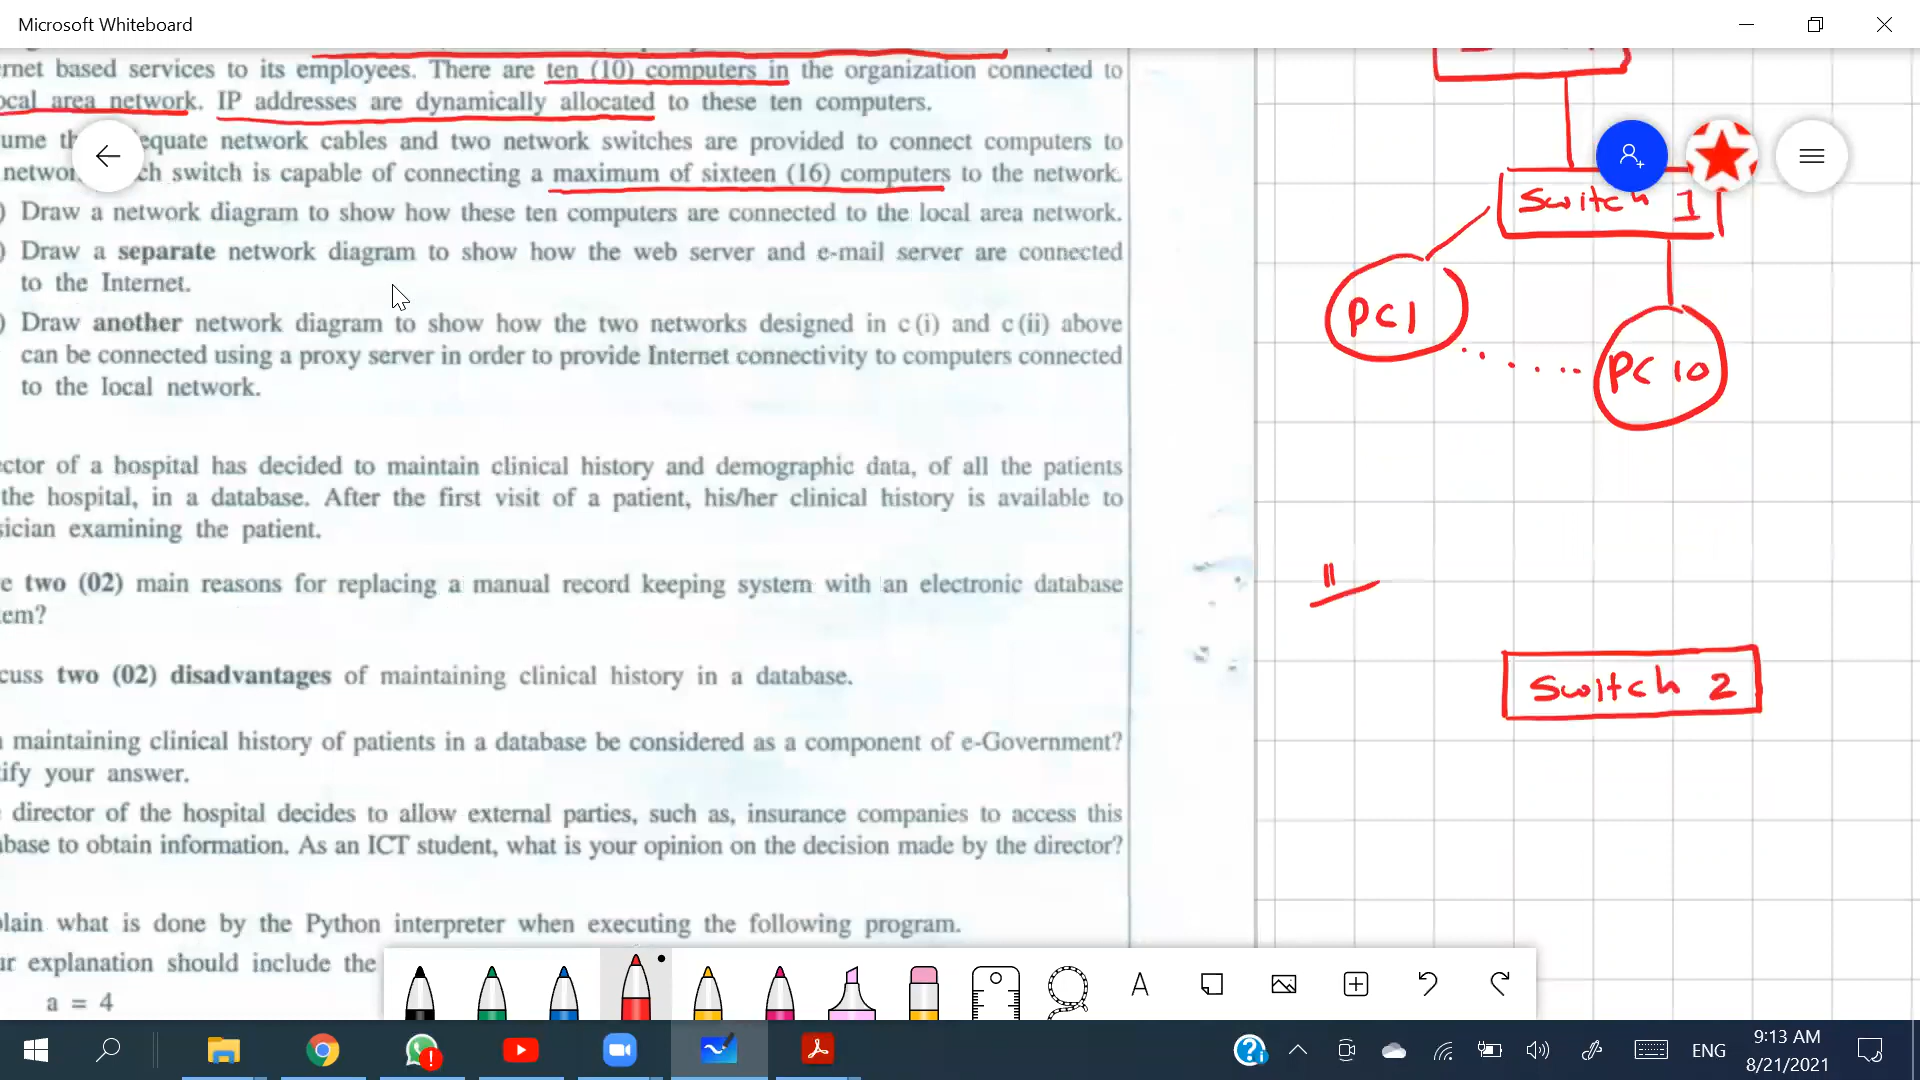 Microsoft Whiteboard
rnet based services to its employees. There are ten (10) computers in the organization connected to
ocal area network. IP addresses are dynamically allocated to these ten computers.
ume th equate network cables and two network switches are provided to connect computers to
networ ch switch is capable of connecting a maximum of sixteen (16) computers to the network.
) Draw a network diagram to show how these ten computers are connected to the local area network.
) Draw a separate network diagram to show how the web server and e-mail server are connected
to the Internet.
) Draw another network diagram to show how the two networks designed in c (i) and c (ii) above
can be connected using a proxy server in order to provide Internet connectivity to computers connected
to the local network.
ctor of a hospital has decided to maintain clinical history and demographic data, of all the patients
the hospital, in a database. After the first visit of a patient, his/her clinical history is available to
sician examining the patient.
e two (02) main reasons for replacing a manual record keeping system with an electronic database
em?
cuss two (02) disadvantages of maintaining clinical history in a database.
maintaining clinical history of patients in a database be considered as a component of e-Government?
ify your answer.
director of the hospital decides to allow external parties, such as, insurance companies to access this
base to obtain information. As an ICT student, what is your opinion on the decision made by the director?
lain what is done by the Python interpreter when executing the following program.
ur explanation should include the
a = 4
Switch 1
PC1
PC 10
11
Switch 2
A
ENG
9:13 AM
8/21/2021